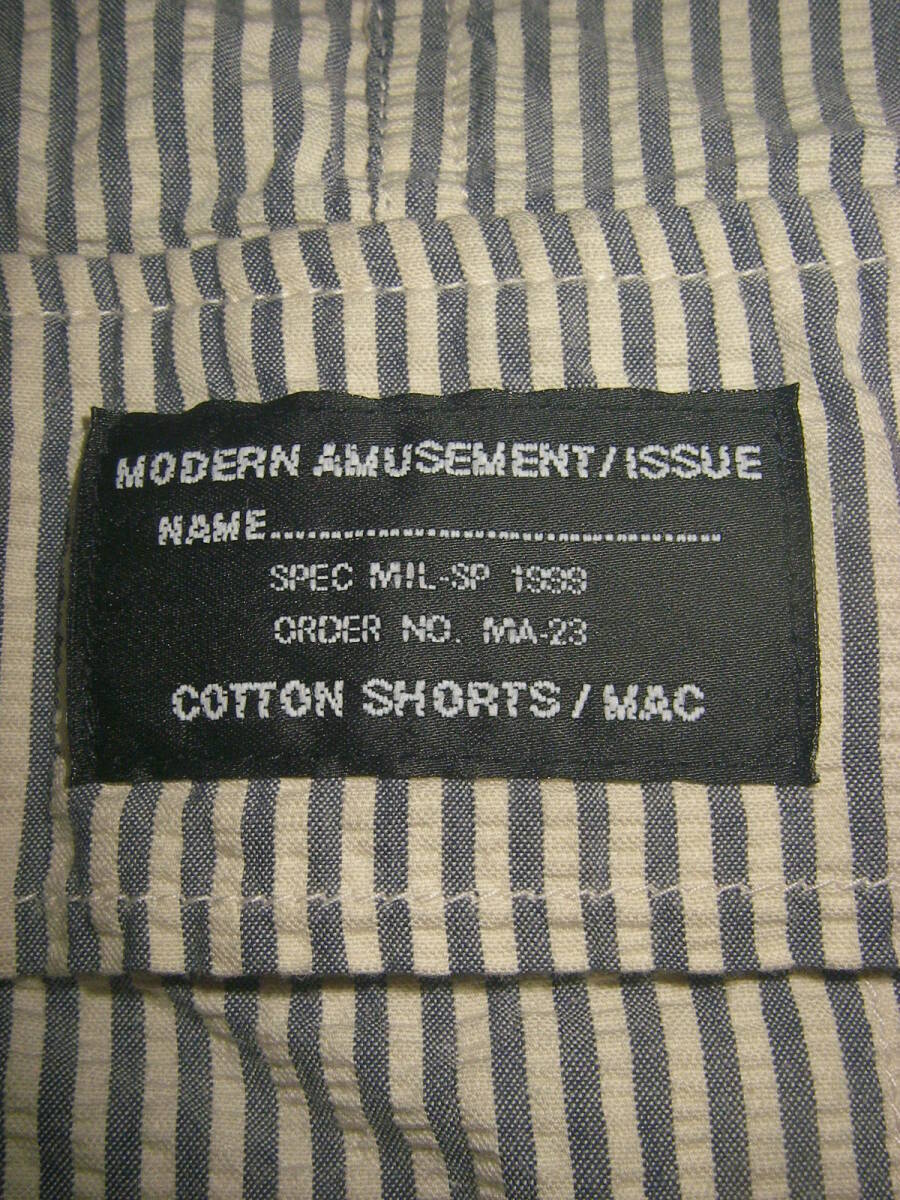 MODERN AMUSEMENT/ISSUE
NAME........................................
SPEC MIL-SP 1999
ORDER NO. MA-23
COTTON SHORTS / MAC